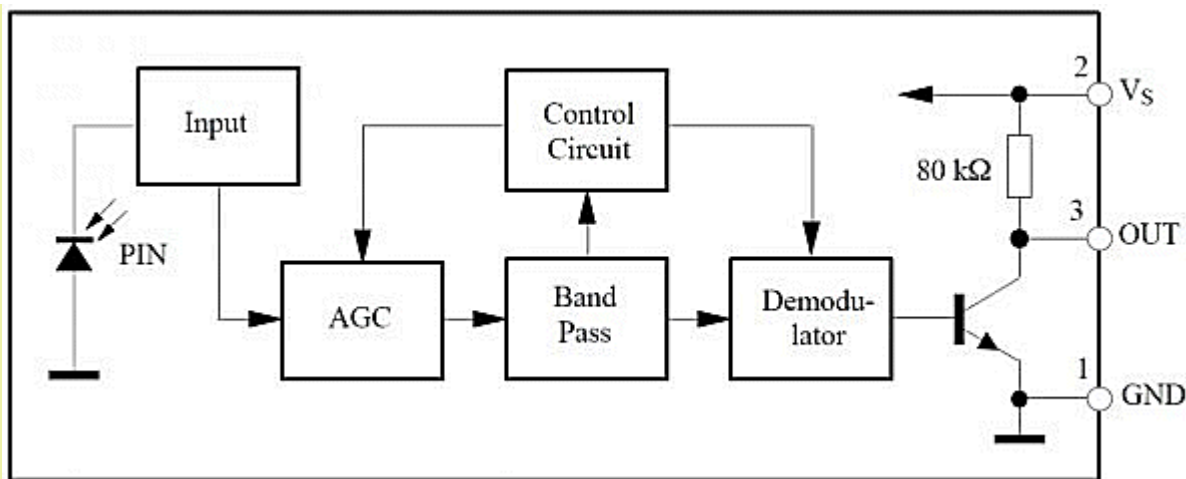 Input
PIN
AGC
Control
Circuit
Band
Pass
Demodu-
lator
80 kΩ
2
VS
3
OUT
1
GND